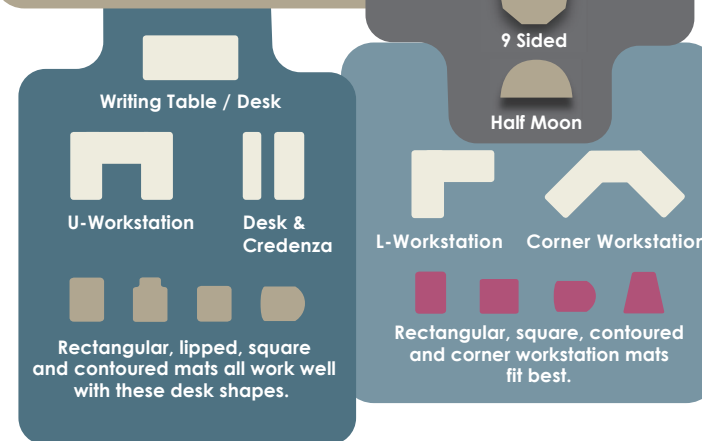 9 Sided
Half Moon
Writing Table / Desk
U-Workstation
Desk &
Credenza
Rectangular, lipped, square
and contoured mats all work well
with these desk shapes.
L-Workstation
Corner Workstation
Rectangular, square, contoured
and corner workstation mats
fit best.